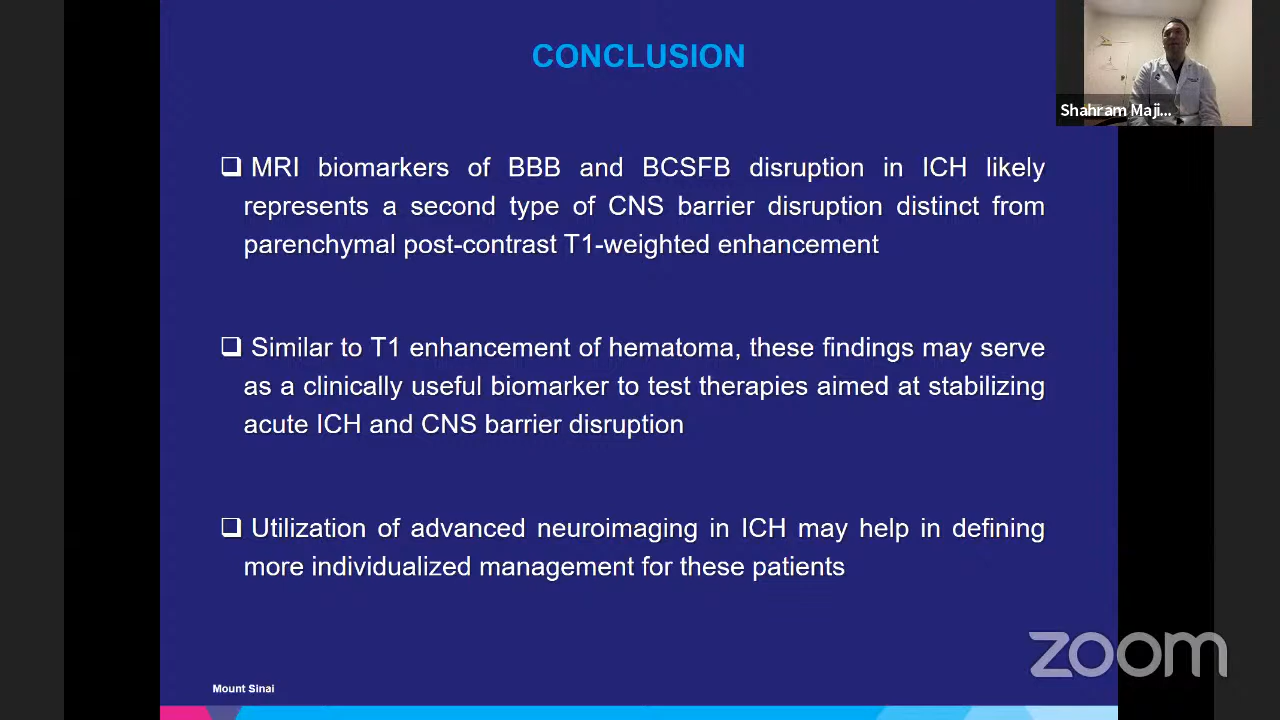 CONCLUSION
Shahram Maji...
❑ MRI biomarkers of BBB and BCSFB disruption in ICH likely
represents a second type of CNS barrier disruption distinct from
parenchymal post-contrast T1-weighted enhancement
❑ Similar to T1 enhancement of hematoma, these findings may serve
as a clinically useful biomarker to test therapies aimed at stabilizing
acute ICH and CNS barrier disruption
❑ Utilization of advanced neuroimaging in ICH may help in defining
more individualized management for these patients
zoom
Mount Sinai